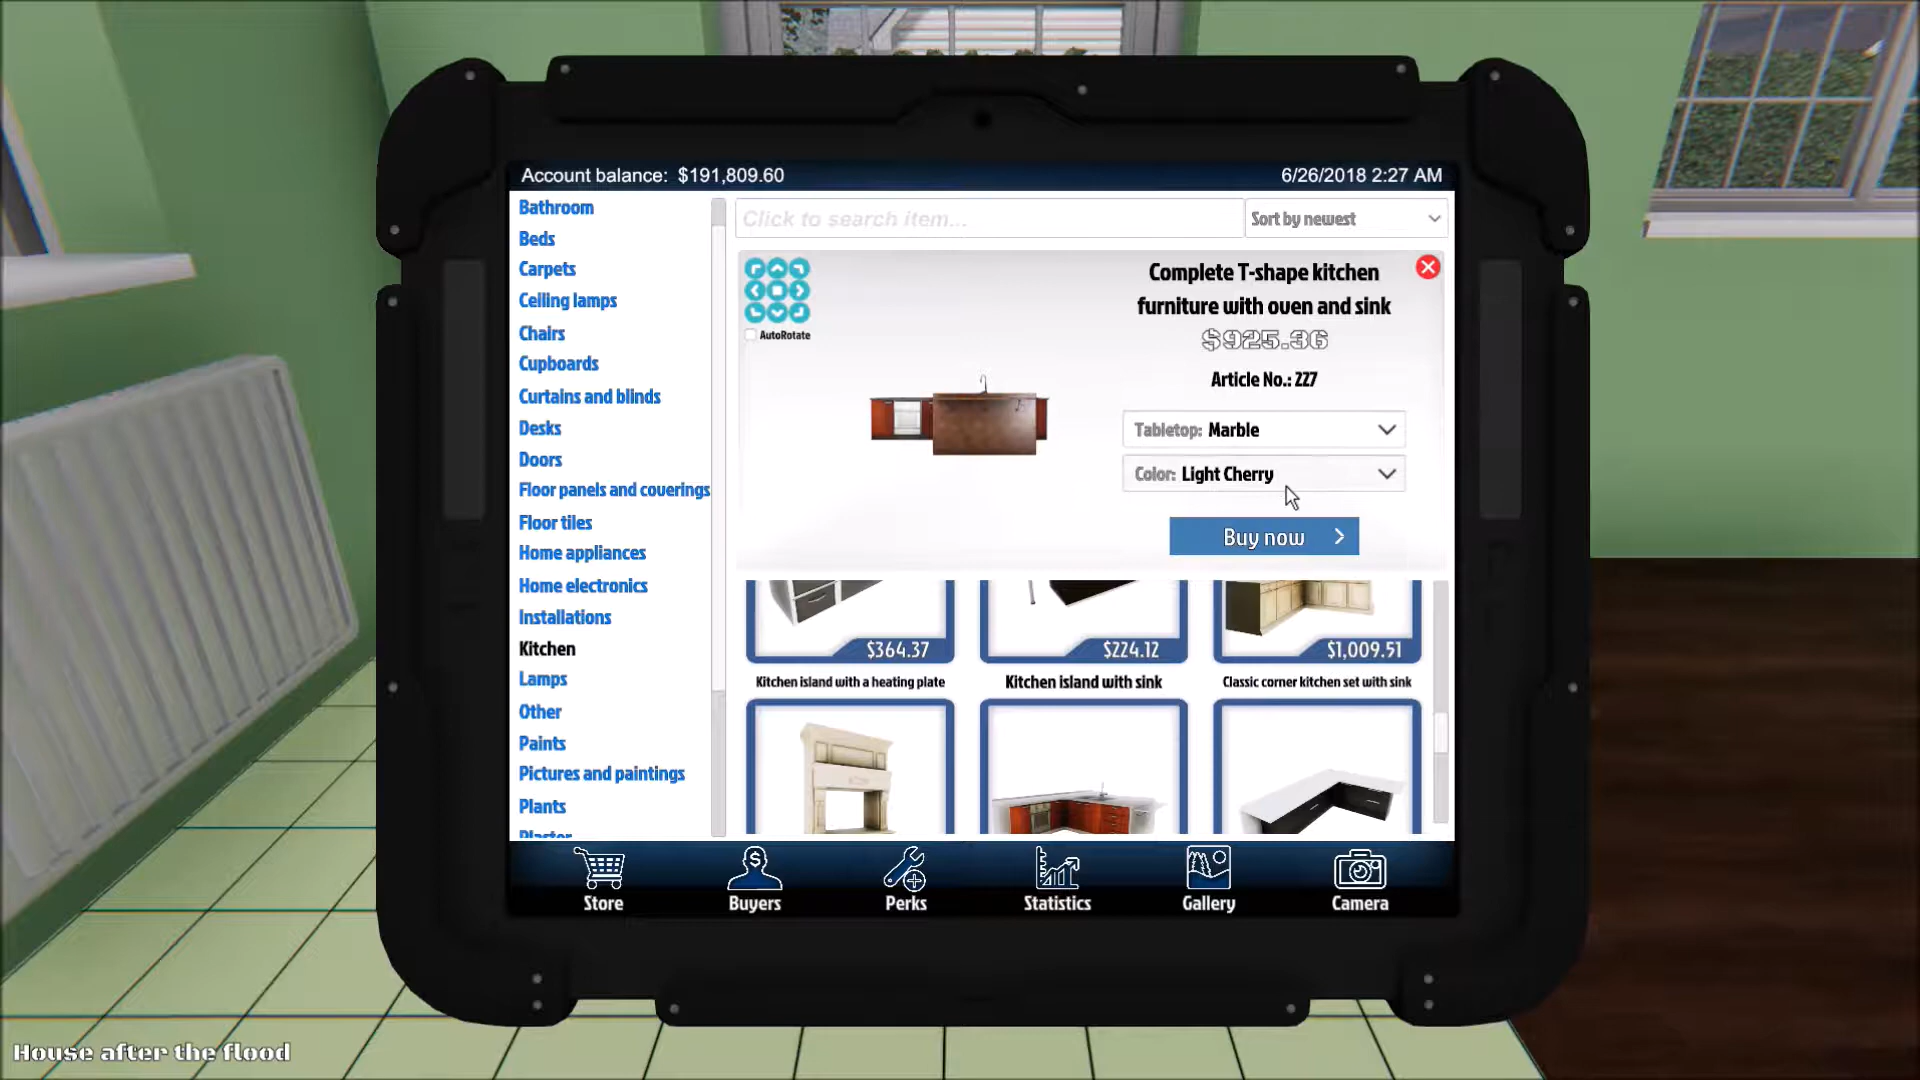 Account balance: $191,809.60
6/26/2018 2:27 AM
Bathroom
Beds
Carpets
Ceiling lamps
Chairs
Cupboards
Curtains and blinds
Desks
Doors
Floor panels and coverings
Floor tiles
Home appliances
Home electronics
Installations
Kitchen
Lamps
Other
Paints
Pictures and paintings
Plants
Plaster
Click to search item...
Sort by newest
AutoRotate
Complete T-shape kitchen
furniture with oven and sink
$925.36
Article No.: 227
Tabletop: Marble
Color: Light Cherry
Buy now
$364.37
$224.12
$1,009.51
Kitchen island with a heating plate
Kitchen island with sink
Classic corner kitchen set with sink
Store
Buyers
Perks
Statistics
Gallery
Camera
House after the flood